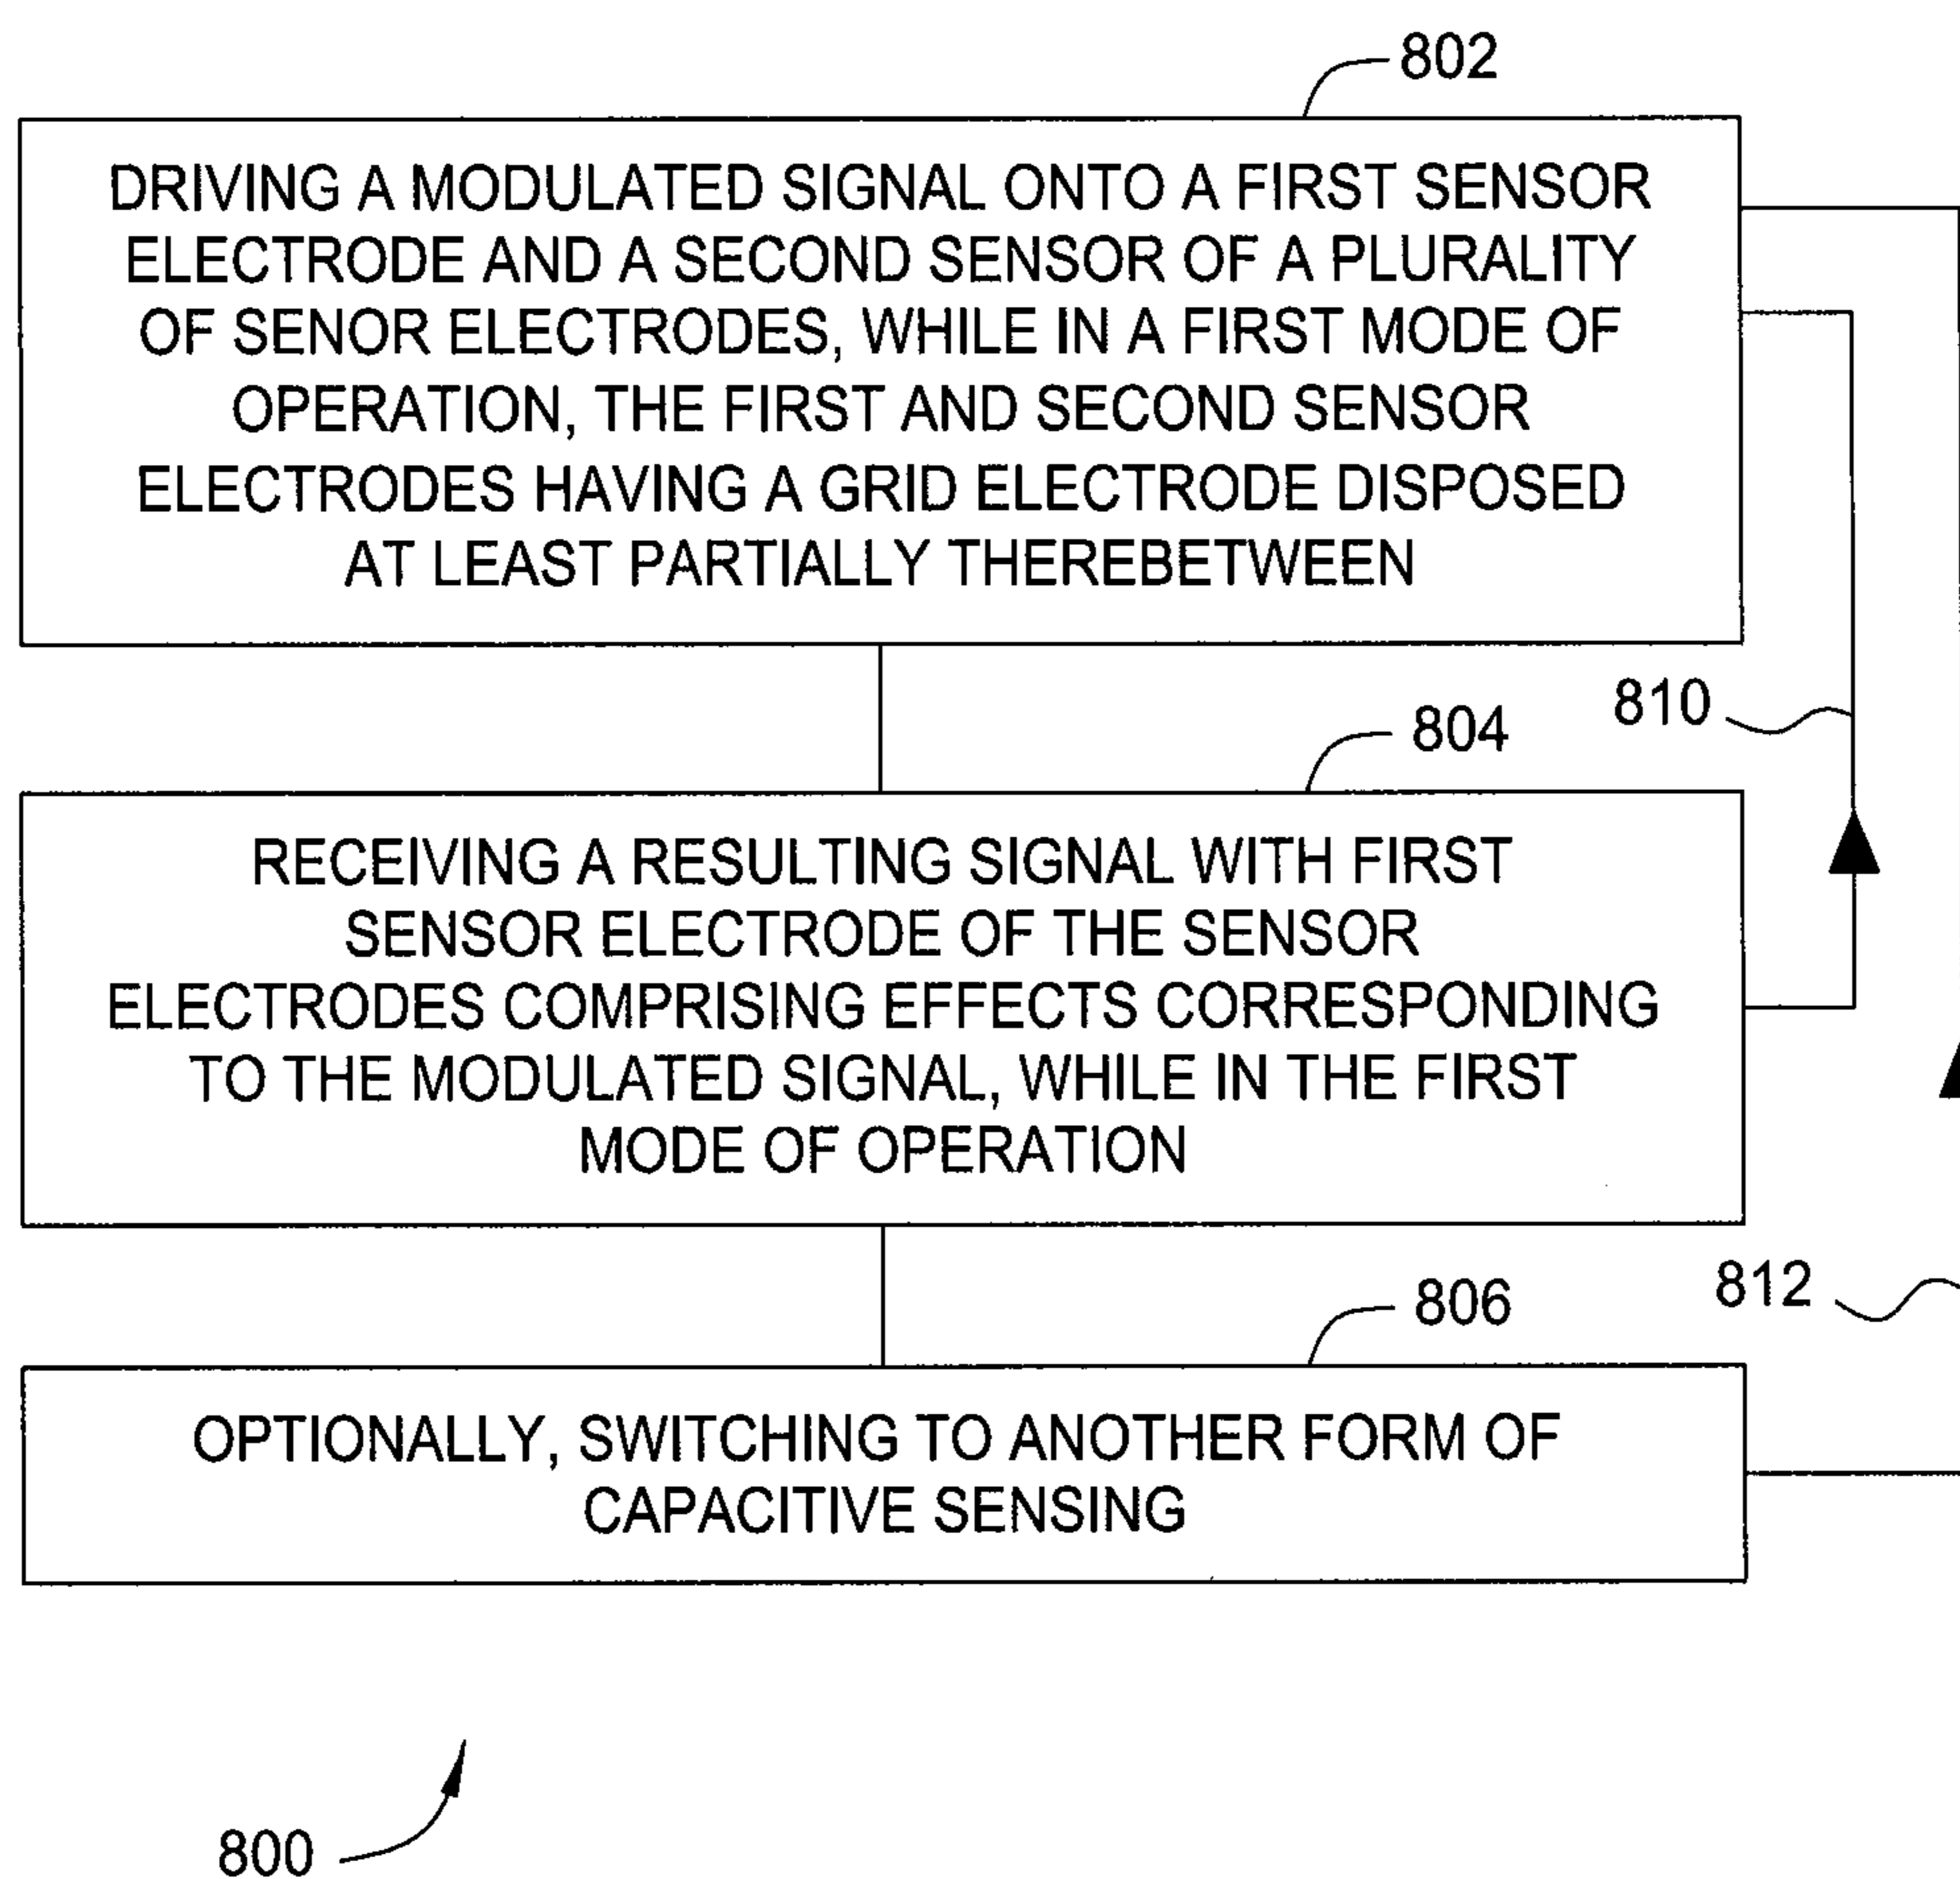 802
DRIVING A MODULATED SIGNAL ONTO A FIRST SENSOR
ELECTRODE AND A SECOND SENSOR OF A PLURALITY
OF SENOR ELECTRODES, WHILE IN A FIRST MODE OF
OPERATION, THE FIRST AND SECOND SENSOR
ELECTRODES HAVING A GRID ELECTRODE DISPOSED
AT LEAST PARTIALLY THEREBETWEEN
810
804
RECEIVING A RESULTING SIGNAL WITH FIRST
SENSOR ELECTRODE OF THE SENSOR
ELECTRODES COMPRISING EFFECTS CORRESPONDING
TO THE MODULATED SIGNAL, WHILE IN THE FIRST
MODE OF OPERATION
812
806
OPTIONALLY, SWITCHING TO ANOTHER FORM OF
CAPACITIVE SENSING
800